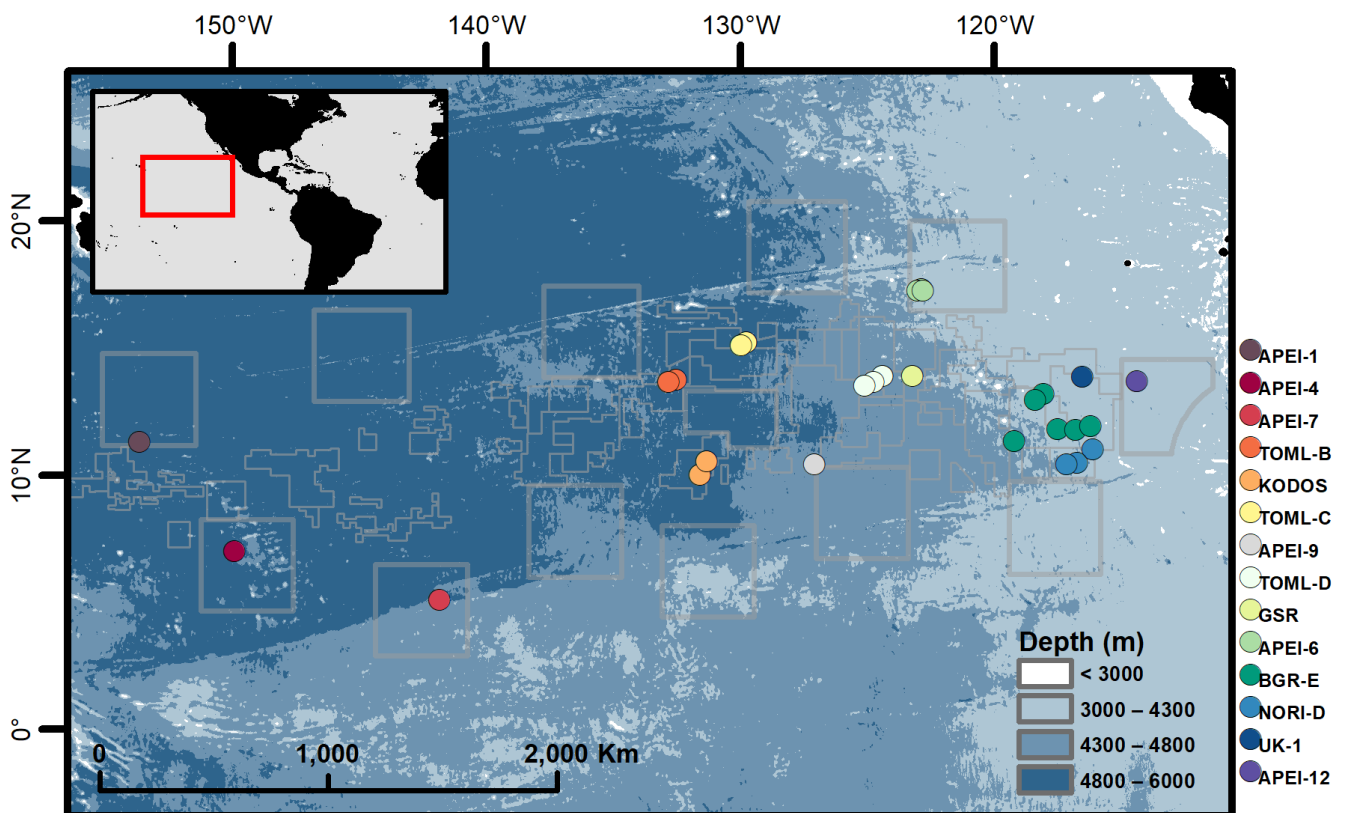 150°W 140°W 130°W 120°W
20°N
10°N
0°
0 1,000 2,000 Km
Depth (m)
< 3000
3000 – 4300
4300 – 4800
4800 – 6000
APEI-1
APEI-4
APEI-7
TOML-B
KODOS
TOML-C
APEI-9
TOML-D
GSR
APEI-6
BGR-E
NORI-D
UK-1
APEI-12